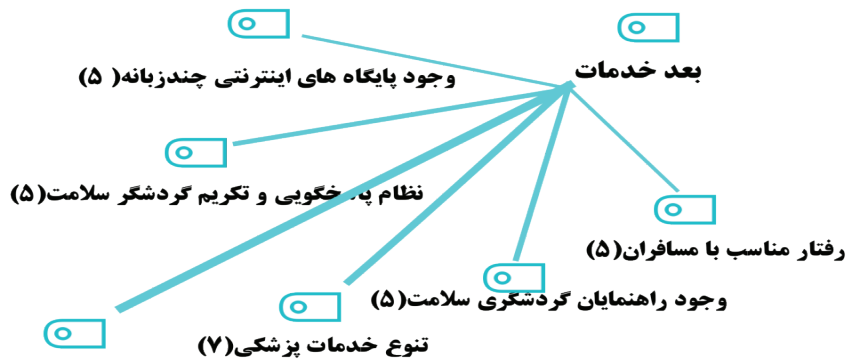 بعد خدمات
وجود پایگاه های اینترنتی چندزبانه( ۵)
نظام پاسخگویی و تکریم گردشگر سلامت(۵)
رفتار مناسب با مسافران(۵)
وجود راهنمایان گردشگری سلامت(۵)
تنوع خدمات پزشکی(۷)